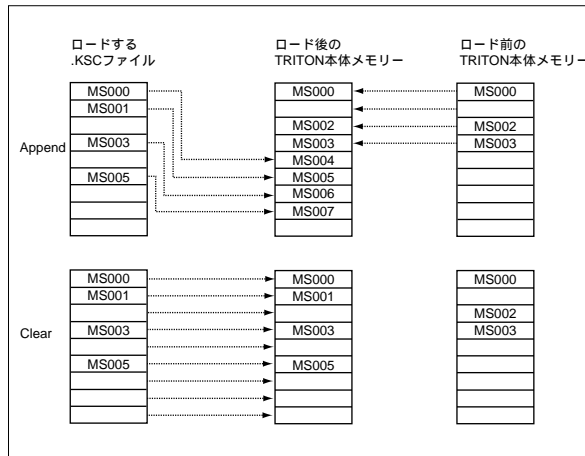 ロードする
.KSCファイル
ロード後の
TRITON本体メモリー
ロード前の
TRITON本体メモリー
Append
MS000
MS001
MS003
MS005
MS000
MS002
MS003
MS004
MS005
MS006
MS007
MS000
MS002
MS003
Clear
MS000
MS001
MS003
MS005
MS000
MS001
MS003
MS005
MS000
MS002
MS003